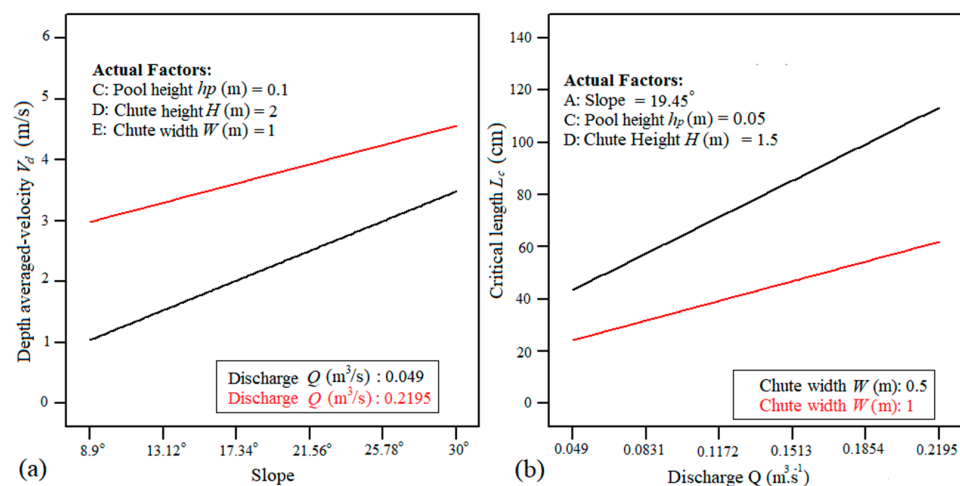 Depth averaged-velocity V_d (m/s)
6
5
4
3
2
1
0
Actual Factors:
C: Pool height hp (m) = 0.1
D: Chute height H (m) = 2
E: Chute width W (m) = 1
Discharge Q (m³/s) : 0.049
Discharge Q (m³/s) : 0.2195
8.9° 13.12° 17.34° 21.56° 25.78° 30°
(a)
Slope
Critical length L_c (cm)
140
120
100
80
60
40
20
0
Actual Factors:
A: Slope = 19.45°
C: Pool height h_p (m) = 0.05
D: Chute Height H (m) = 1.5
Chute width W (m): 0.5
Chute width W (m): 1
0.049 0.0831 0.1172 0.1513 0.1854 0.2195
(b)
Discharge Q (m³.s⁻¹)